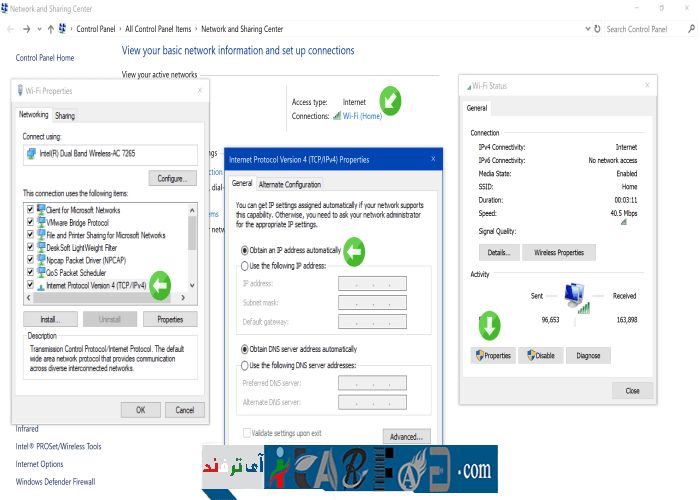 Network and Sharing Center
Control Panel > All Control Panel Items > Network and Sharing Center
Search Control Panel
Control Panel Home
View your basic network information and set up connections
View your active networks
Access type: Internet
Connections: Wi-Fi (Home)
Infrared
Intel® PROSet/Wireless Tools
Internet Options
Windows Defender Firewall
Wi-Fi Properties
Networking Sharing
Connect using:
Intel(R) Dual Band Wireless-AC 7265
Configure...
This connection uses the following items:
Client for Microsoft Networks
VMware Bridge Protocol
File and Printer Sharing for Microsoft Networks
DeskSoft LightWeight Filter
Npcap Packet Driver (NPCAP)
QoS Packet Scheduler
Internet Protocol Version 4 (TCP/IPv4)
Install... Uninstall Properties
Description
Transmission Control Protocol/Internet Protocol. The default
wide area network protocol that provides communication
across diverse interconnected networks.
OK Cancel
Internet Protocol Version 4 (TCP/IPv4) Properties
General Alternate Configuration
You can get IP settings assigned automatically if your network supports
this capability. Otherwise, you need to ask your network administrator
for the appropriate IP settings.
Obtain an IP address automatically
Use the following IP address:
IP address:
Subnet mask:
Default gateway:
Obtain DNS server address automatically
Use the following DNS server addresses:
Preferred DNS server:
Alternate DNS server:
Validate settings upon exit
Advanced...
Wi-Fi Status
General
Connection
IPv4 Connectivity: Internet
IPv6 Connectivity: No network access
Media State: Enabled
SSID: Home
Duration: 00:03:11
Speed: 40.5 Mbps
Signal Quality:
Details... Wireless Properties
Activity
Sent Received
96,653 163,898
Properties Disable Diagnose
Close
آی ترفند
.com